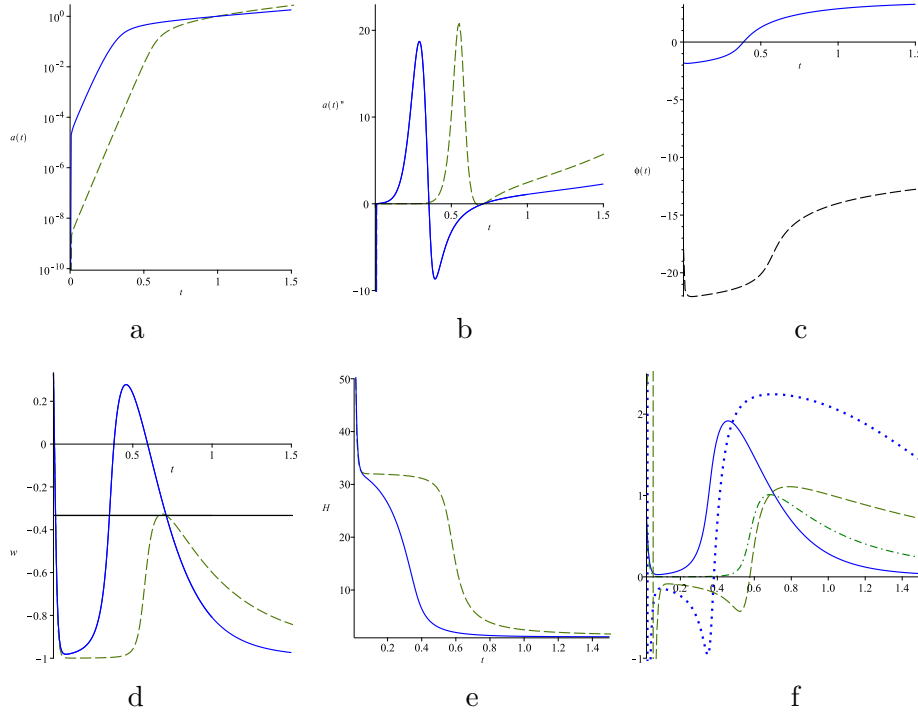 10⁰
10⁻²
10⁻⁴
a(t)
10⁻⁶
10⁻⁸
10⁻¹⁰
0 0.5 1 1.5
t
a
20
a(t)"
10
0
0.5 1 1.5
t
-10
b
0
0.5 1 1.5
t
-5
-10
ϕ(t)
-15
-20
c
0.2
0
0.5 1 1.5
t
-0.2
-0.4
w
-0.6
-0.8
-1
d
50
40
30
H
20
10
0.2 0.4 0.6 0.8 1.0 1.2 1.4
t
e
2
1
0
0.2 0.4 0.6 0.8 1.0 1.2 1.4
-1
f